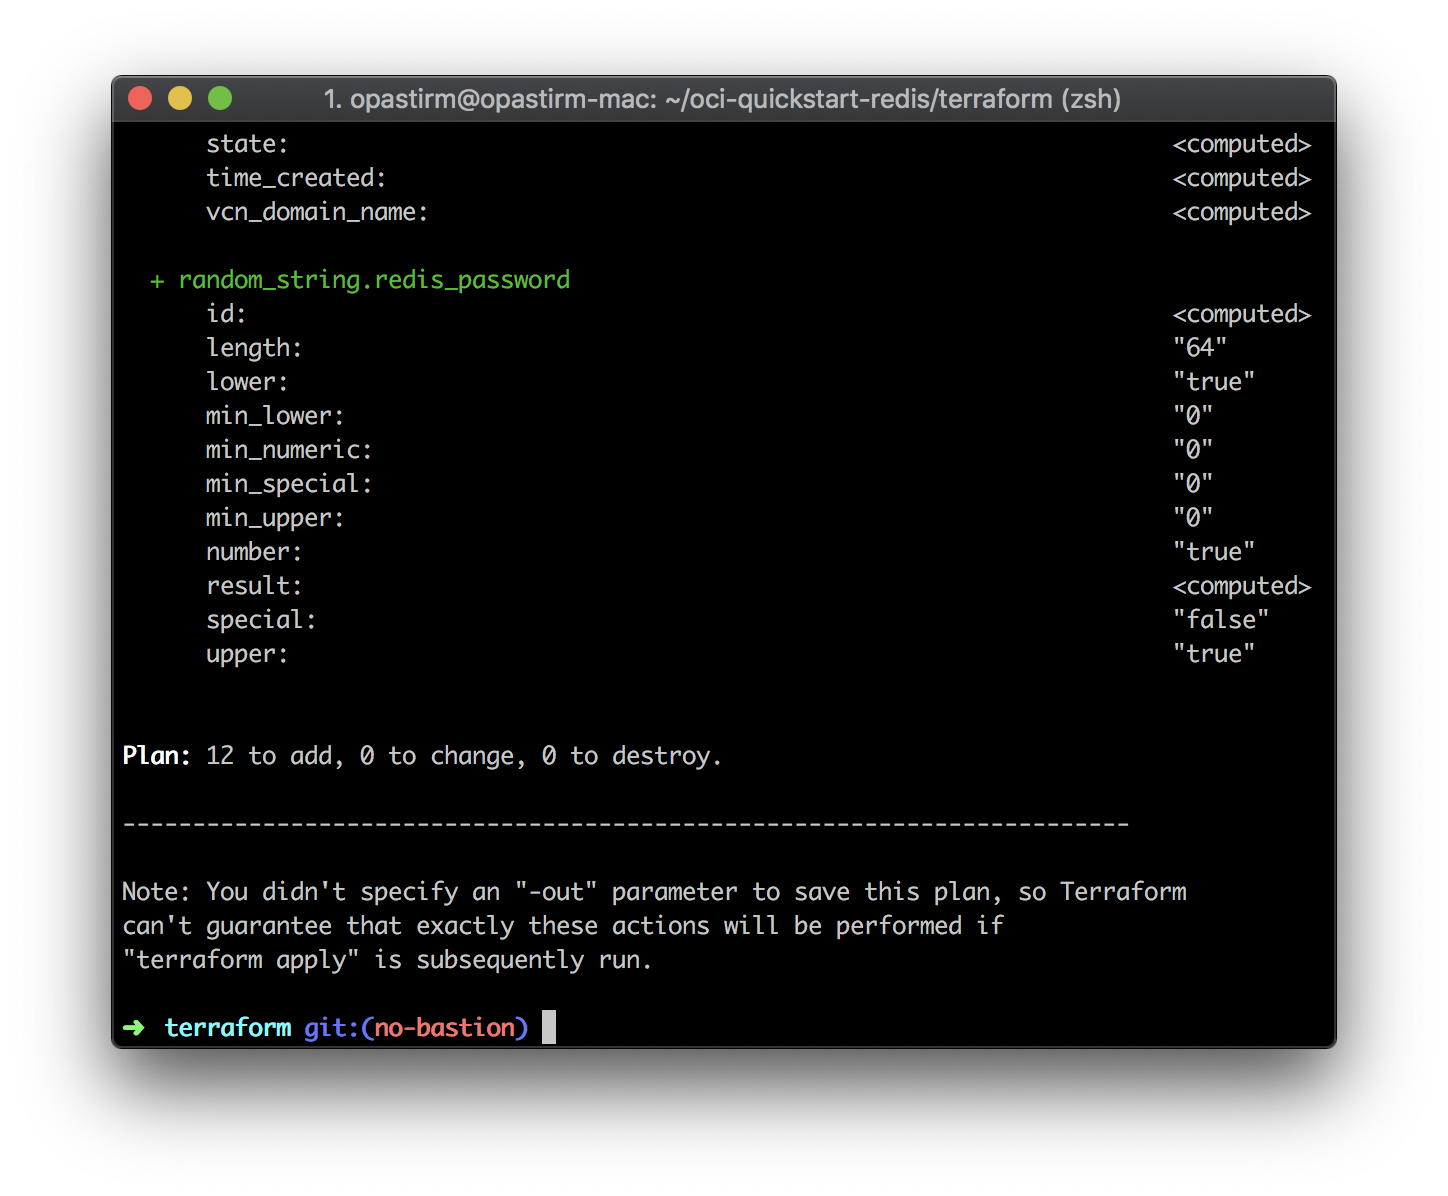 1. opastirm@opastirm-mac: ~/oci-quickstart-redis/terraform (zsh)
state: <computed>
time_created: <computed>
vcn_domain_name: <computed>
+ random_string.redis_password
id: <computed>
length: "64"
lower: "true"
min_lower: "0"
min_numeric: "0"
min_special: "0"
min_upper: "0"
number: "true"
result: <computed>
special: "false"
upper: "true"
Plan: 12 to add, 0 to change, 0 to destroy.
------------------------------------------------------------------------
Note: You didn't specify an "-out" parameter to save this plan, so Terraform
can't guarantee that exactly these actions will be performed if
"terraform apply" is subsequently run.
➜ terraform git:(no-bastion)